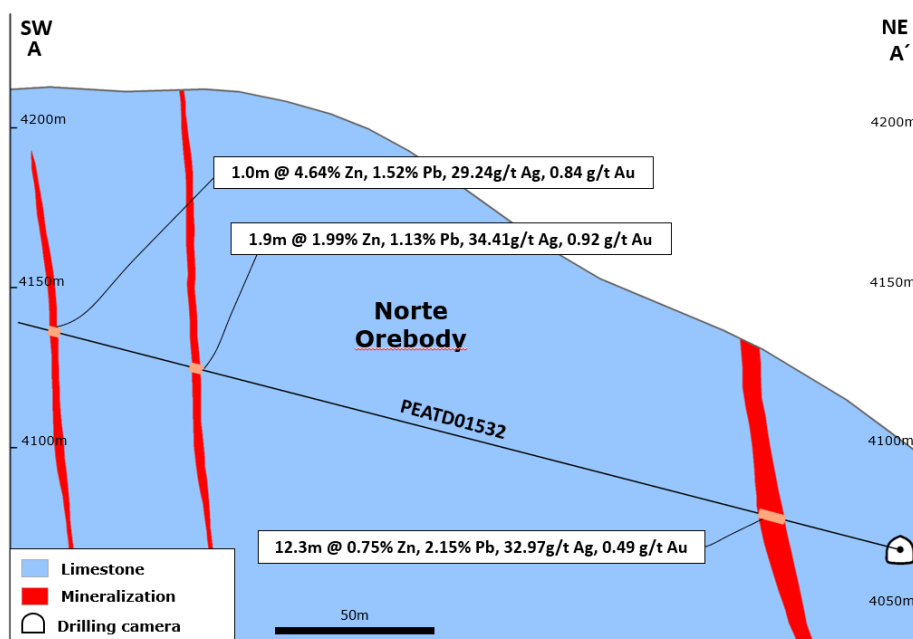 SW
A
NE
A´
4200m
4200m
1.0m @ 4.64% Zn, 1.52% Pb, 29.24g/t Ag, 0.84 g/t Au
1.9m @ 1.99% Zn, 1.13% Pb, 34.41g/t Ag, 0.92 g/t Au
4150m
4150m
Norte
Orebody
PEATD01532
4100m
4100m
12.3m @ 0.75% Zn, 2.15% Pb, 32.97g/t Ag, 0.49 g/t Au
Limestone
Mineralization
Drilling camera
50m
4050m